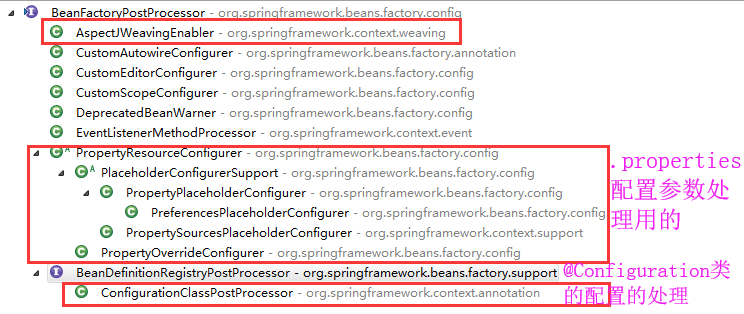 BeanFactoryPostProcessor - org.springframework.beans.factory.config
AspectJWeavingEnabler - org.springframework.context.weaving
CustomAutowireConfigurer - org.springframework.beans.factory.annotation
CustomEditorConfigurer - org.springframework.beans.factory.config
CustomScopeConfigurer - org.springframework.beans.factory.config
DeprecatedBeanWarner - org.springframework.beans.factory.config
EventListenerMethodProcessor - org.springframework.context.event
PropertyResourceConfigurer - org.springframework.beans.factory.config
PlaceholderConfigurerSupport - org.springframework.beans.factory.config
PropertyPlaceholderConfigurer - org.springframework.beans.factory.config
PreferencesPlaceholderConfigurer - org.springframework.beans.factory.config
PropertySourcesPlaceholderConfigurer - org.springframework.context.support
PropertyOverrideConfigurer - org.springframework.beans.factory.config
.properties
配置参数处
理用的
BeanDefinitionRegistryPostProcessor - org.springframework.beans.factory.support
ConfigurationClassPostProcessor - org.springframework.context.annotation
@Configuration类
的配置的处理